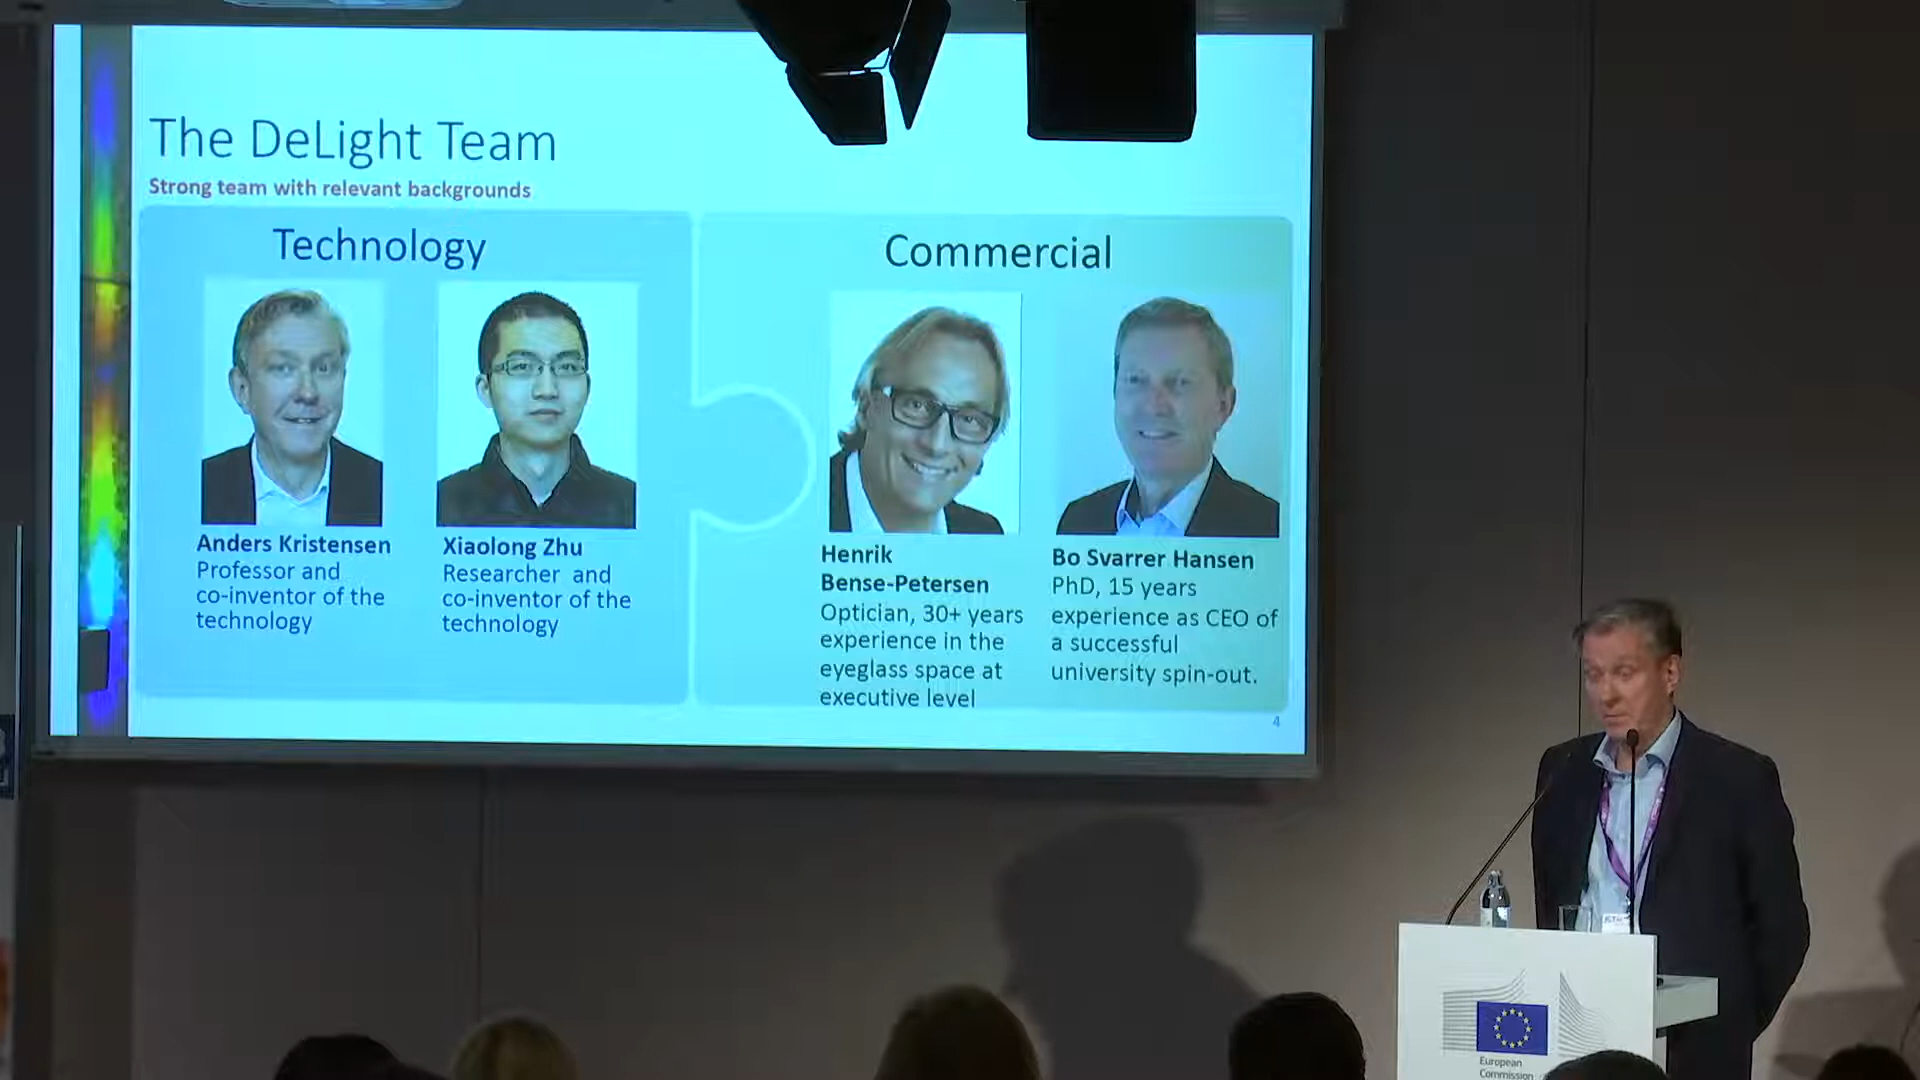 The DeLight Team
Strong team with relevant backgrounds
Technology
Anders Kristensen
Professor and
co-inventor of the
technology
Xiaolong Zhu
Researcher and
co-inventor of the
technology
Commercial
Henrik
Bense-Petersen
Optician, 30+ years
experience in the
eyeglass space at
executive level
Bo Svarrer Hansen
PhD, 15 years
experience as CEO of
a successful
university spin-out.
4
European
Commission